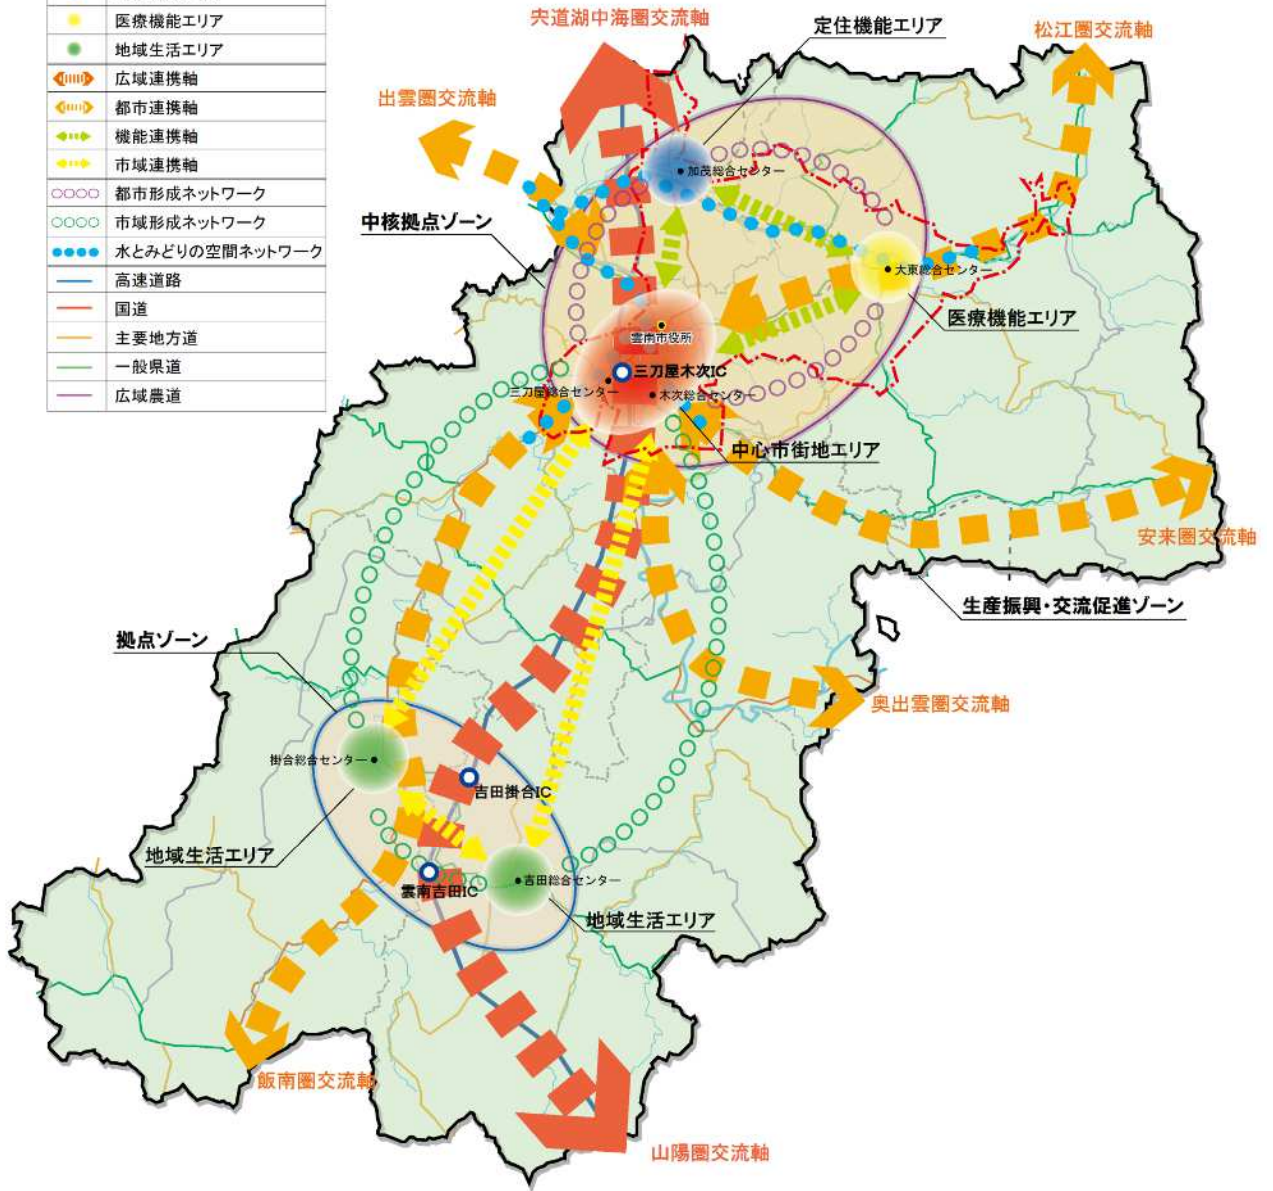 医療機能エリア
地域生活エリア
広域連携軸
都市連携軸
機能連携軸
市域連携軸
都市形成ネットワーク
市域形成ネットワーク
水とみどりの空間ネットワーク
高速道路
国道
主要地方道
一般県道
広域農道
宍道湖中海圏交流軸
定住機能エリア
松江圏交流軸
出雲圏交流軸
加茂総合センター
中核拠点ゾーン
大東総合センター
医療機能エリア
雲南市役所
三刀屋木次IC
三刀屋総合センター
木次総合センター
中心市街地エリア
安来圏交流軸
生産振興・交流促進ゾーン
拠点ゾーン
奥出雲圏交流軸
掛合総合センター
吉田掛合IC
地域生活エリア
雲南吉田IC
吉田総合センター
地域生活エリア
飯南圏交流軸
山陽圏交流軸